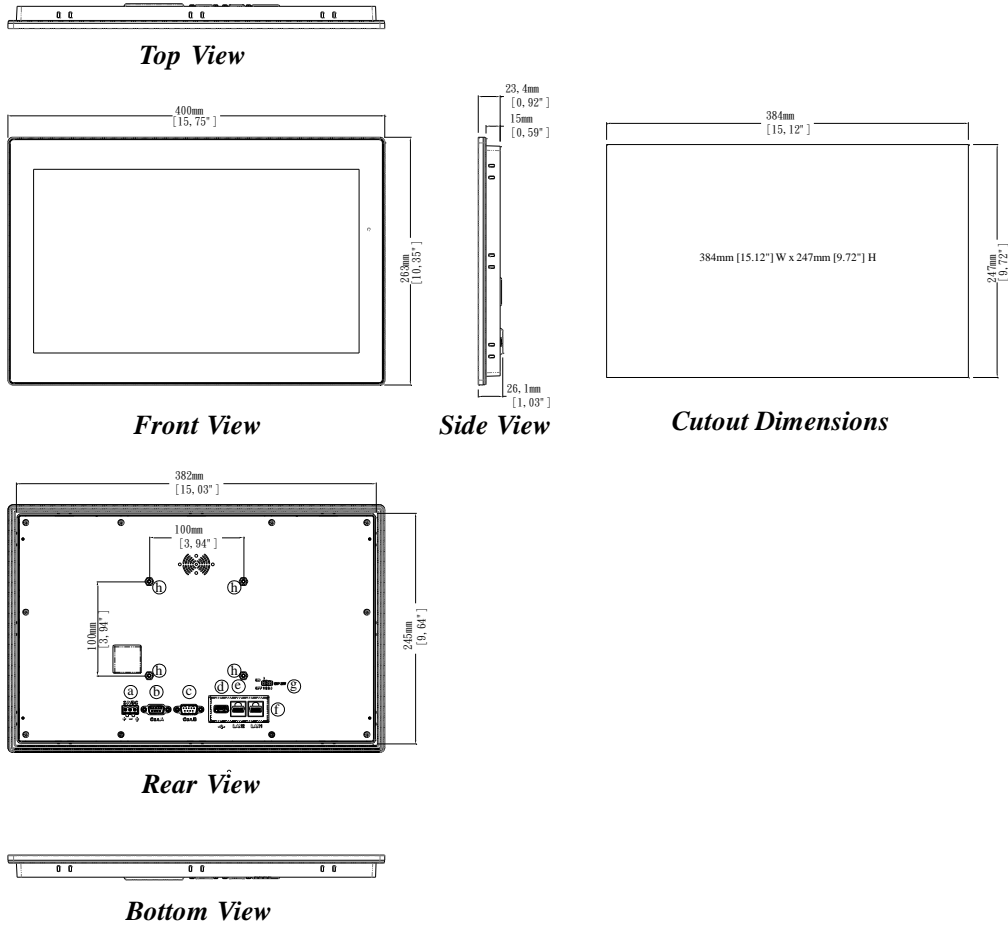 Top View
400mm
[15,75"]
263mm
[10,35"]
Front View
23,4mm
[0,92"]
15mm
[0,59"]
26,1mm
[1,03"]
Side View
384mm
[15,12"]
384mm [15.12"] W x 247mm [9.72"] H
247mm
[9,72"]
Cutout Dimensions
382mm
[15,03"]
100mm
[3,94"]
h
h
100mm
[3,94"]
245mm
[9,64"]
h
h
a
b
c
d
e
f
g
Rear View
Bottom View